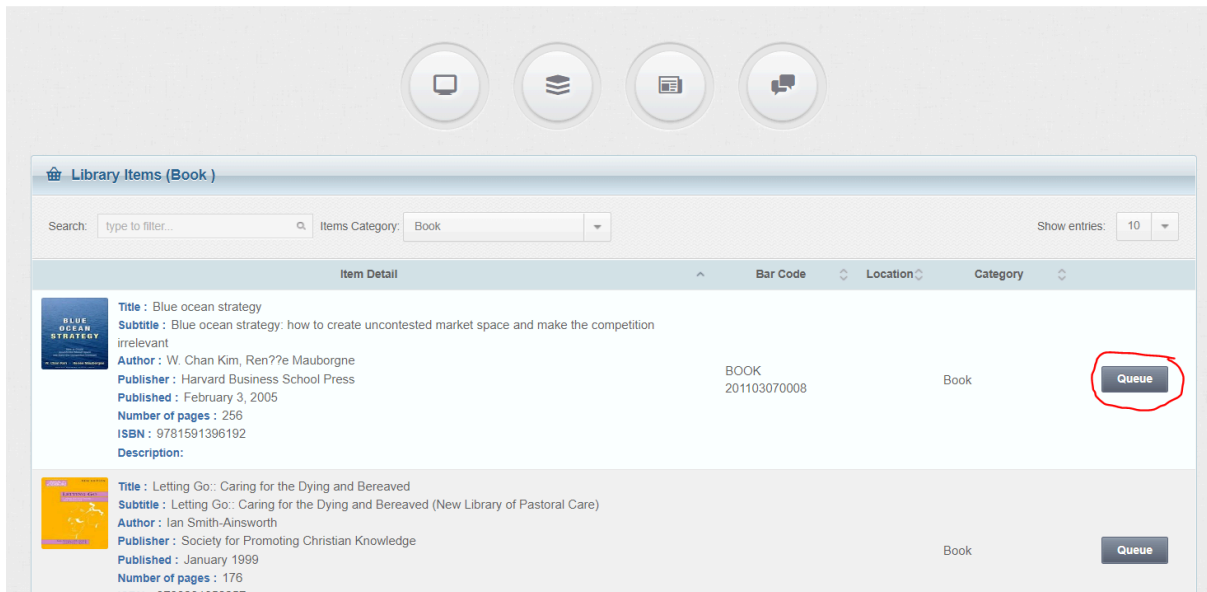 Library Items (Book )
Search: type to filter... Items Category: Book Show entries: 10
Item Detail Bar Code Location Category
BLUE
OCEAN
STRATEGY
Title : Blue ocean strategy
Subtitle : Blue ocean strategy: how to create uncontested market space and make the competition
irrelevant
Author : W. Chan Kim, Ren??e Mauborgne
Publisher : Harvard Business School Press
Published : February 3, 2005
Number of pages : 256
ISBN : 9781591396192
Description:
BOOK
201103070008
Book
Queue
Letting Go
Title : Letting Go:: Caring for the Dying and Bereaved
Subtitle : Letting Go:: Caring for the Dying and Bereaved (New Library of Pastoral Care)
Author : Ian Smith-Ainsworth
Publisher : Society for Promoting Christian Knowledge
Published : January 1999
Number of pages : 176
Book
Queue